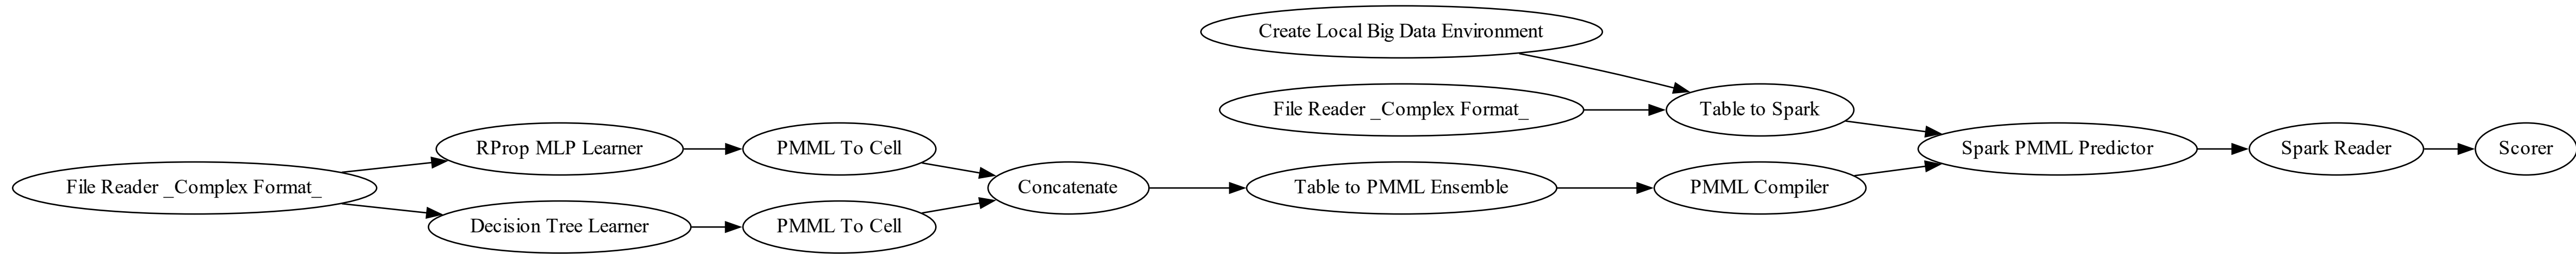 Create Local Big Data Environment
File Reader _Complex Format_
Table to Spark
RProp MLP Learner
PMML To Cell
Spark PMML Predictor
Spark Reader
Scorer
File Reader _Complex Format_
Concatenate
Table to PMML Ensemble
PMML Compiler
Decision Tree Learner
PMML To Cell